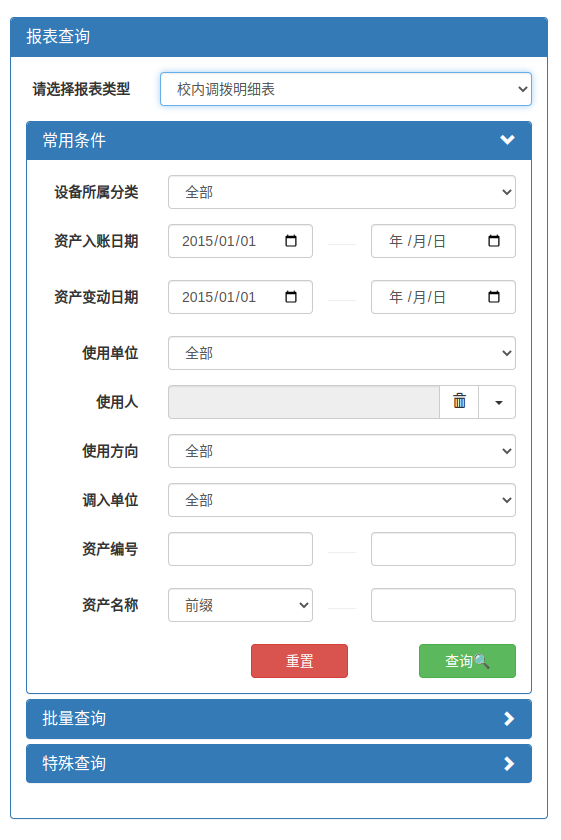 报表查询
请选择报表类型 校内调拨明细表
常用条件
设备所属分类 全部
资产入账日期 2015/01/01 年 /月/日
资产变动日期 2015/01/01 年 /月/日
使用单位 全部
使用人
使用方向 全部
调入单位 全部
资产编号
资产名称 前缀
重置 查询
批量查询
特殊查询